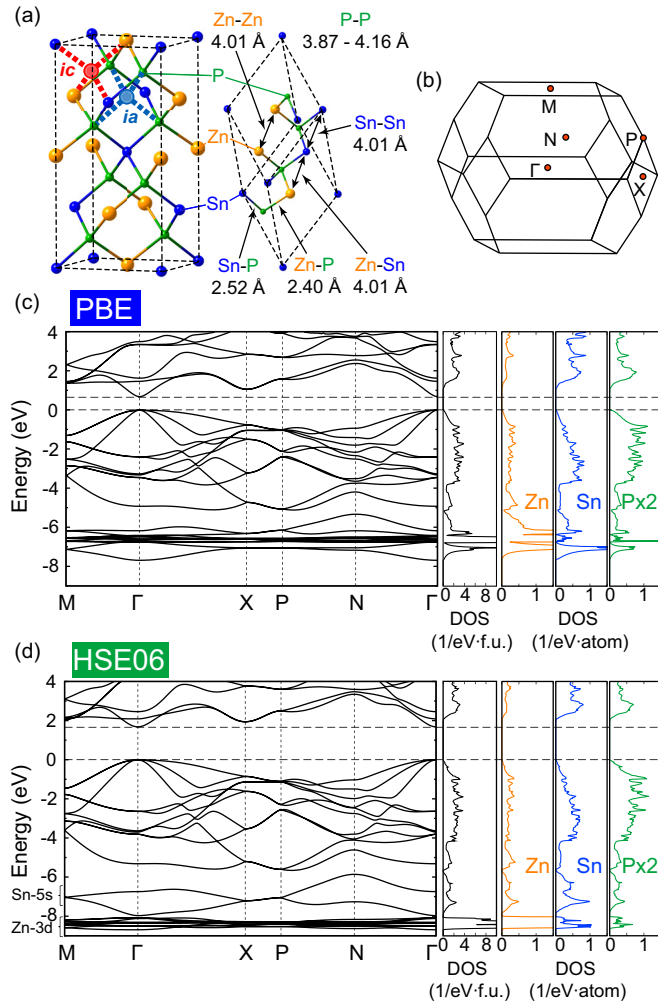 (a)
Zn-Zn
4.01 Å
P-P
3.87 - 4.16 Å
ic
ia
P
Zn
Sn
Sn-Sn
4.01 Å
Sn-P
2.52 Å
Zn-P
2.40 Å
Zn-Sn
4.01 Å
(b)
M
N
P
Γ
X
(c)
PBE
Energy (eV)
4
2
0
-2
-4
-6
-8
M Γ X P N Γ
Zn
Sn
Px2
0 4 8
0 1
0 1
0 1
DOS
(1/eV·f.u.)
DOS
(1/eV·atom)
(d)
HSE06
Energy (eV)
4
2
0
-2
-4
-6
Sn-5s
-8
Zn-3d
M Γ X P N Γ
Zn
Sn
Px2
0 4 8
0 1
0 1
0 1
DOS
(1/eV·f.u.)
DOS
(1/eV·atom)